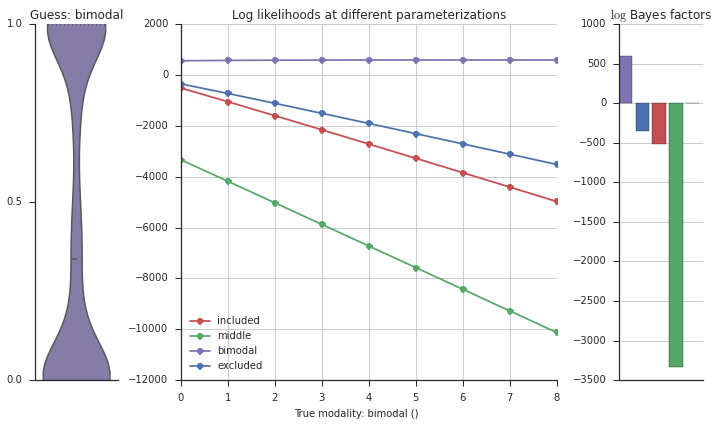 Guess: bimodal
1.0
0.5
0.0
Log likelihoods at different parameterizations
2000
0
−2000
−4000
−6000
−8000
−10000
−12000
included
middle
bimodal
excluded
0 1 2 3 4 5 6 7 8
True modality: bimodal ()
log Bayes factors
1000
500
0
−500
−1000
−1500
−2000
−2500
−3000
−3500